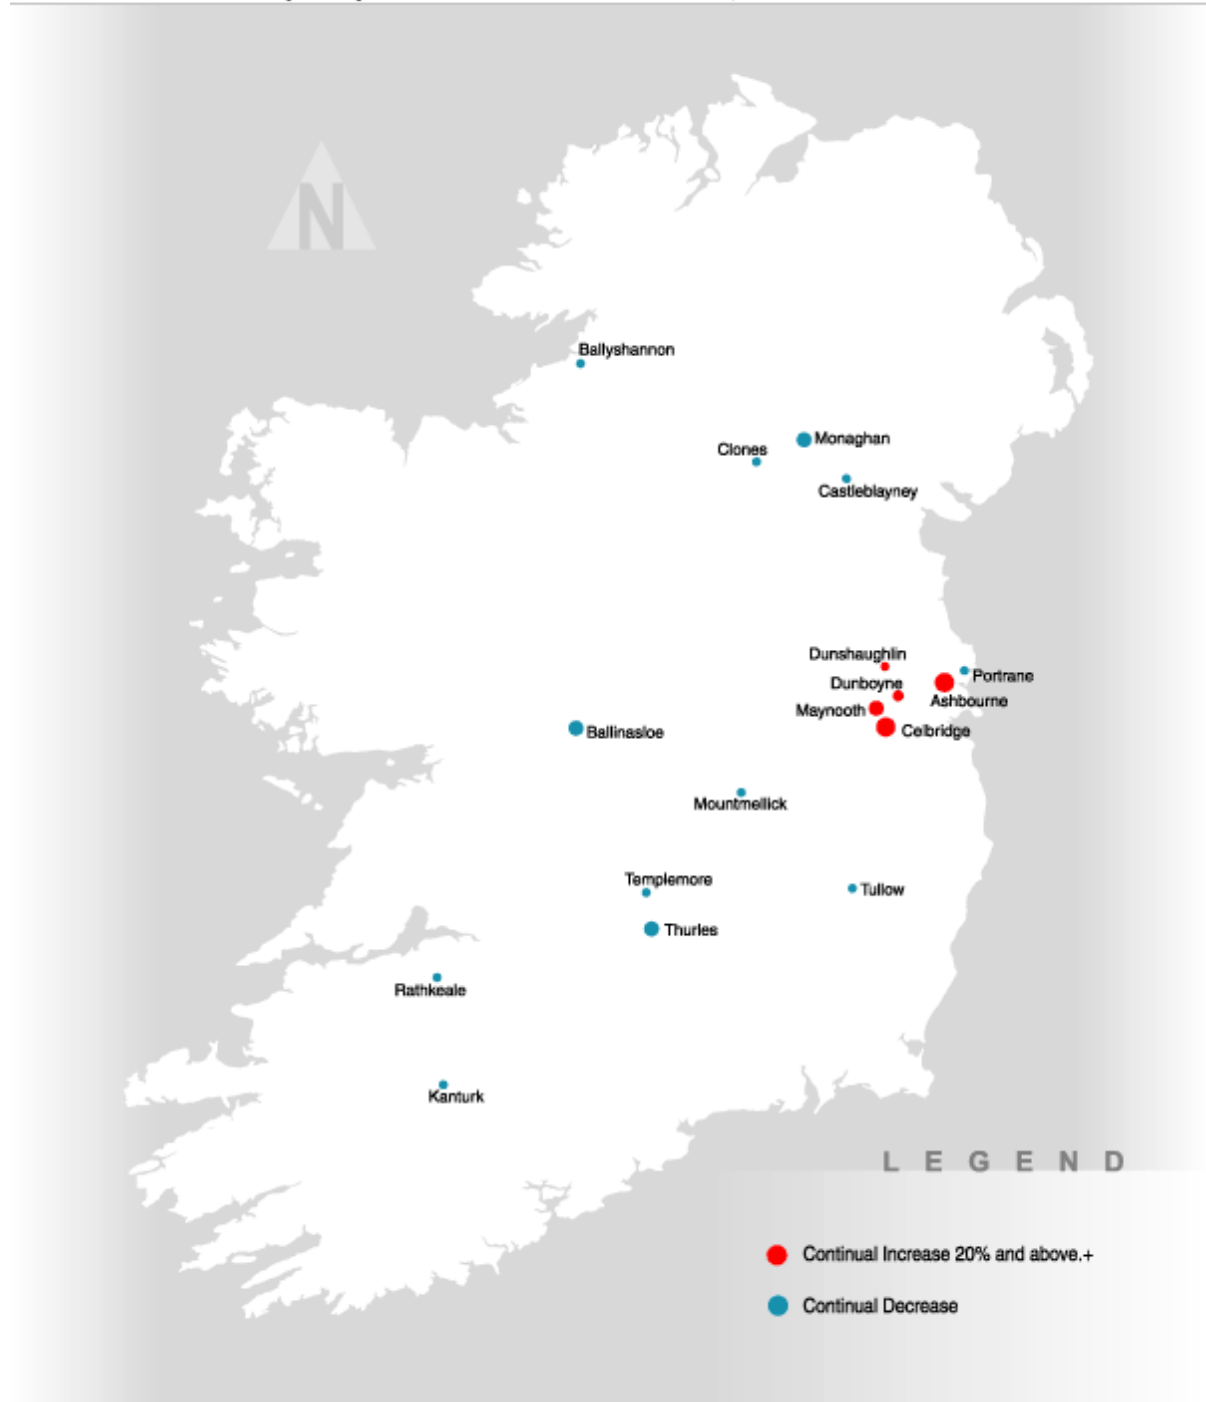 N
Ballyshannon
Monaghan
Clones
Castleblayney
Dunshaughlin
Portrane
Dunboyne
Ashbourne
Maynooth
Celbridge
Ballinasloe
Mountmellick
Templemore
Tullow
Thurles
Rathkeale
Kanturk
LEGEND
Continual Increase 20% and above.+
Continual Decrease